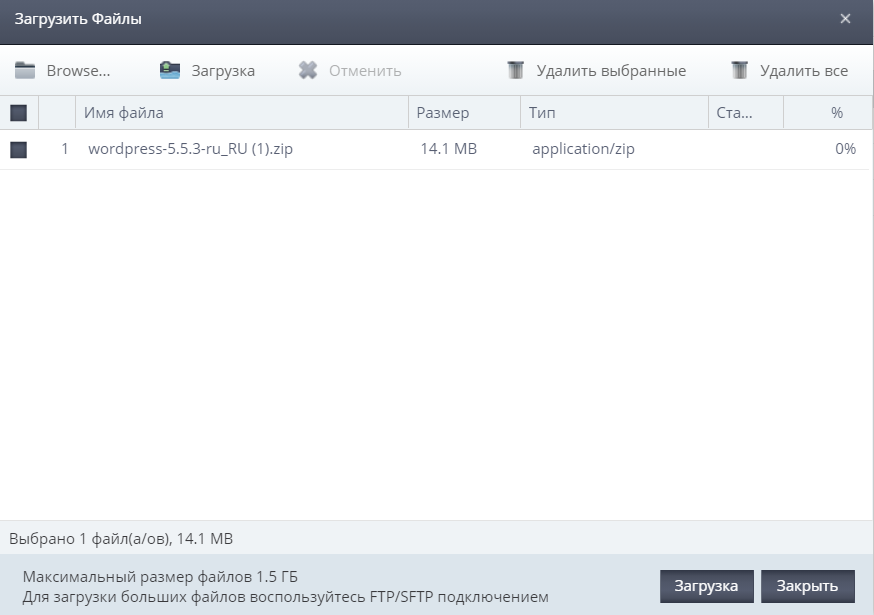 Загрузить Файлы
Browse... Загрузка Отменить Удалить выбранные Удалить все
Имя файла Размер Тип Ста... %
1 wordpress-5.5.3-ru_RU (1).zip 14.1 MB application/zip 0%
Выбрано 1 файл(а/ов), 14.1 MB
Максимальный размер файлов 1.5 ГБ
Для загрузки больших файлов воспользуйтесь FTP/SFTP подключением
Загрузка Закрыть